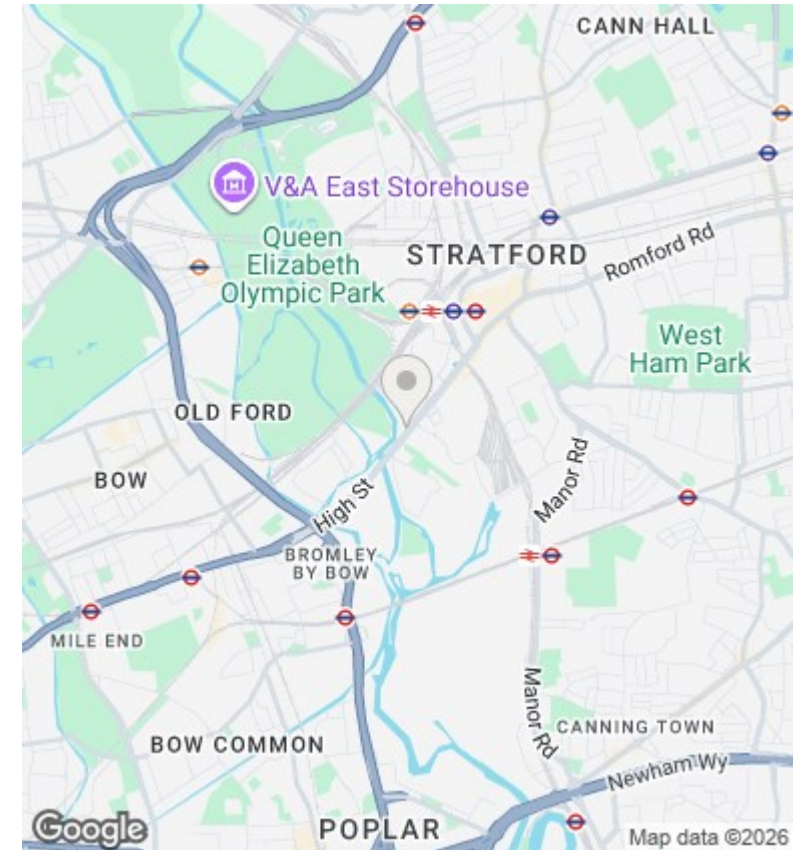 CANN HALL
V&A East Storehouse
Queen
Elizabeth
Olympic Park
STRATFORD
Romford Rd
West
Ham Park
OLD FORD
BOW
High St
Manor Rd
BROMLEY
BY BOW
MILE END
Manor Rd
CANNING TOWN
BOW COMMON
Newham Wy
POPLAR
Google
Map data ©2026